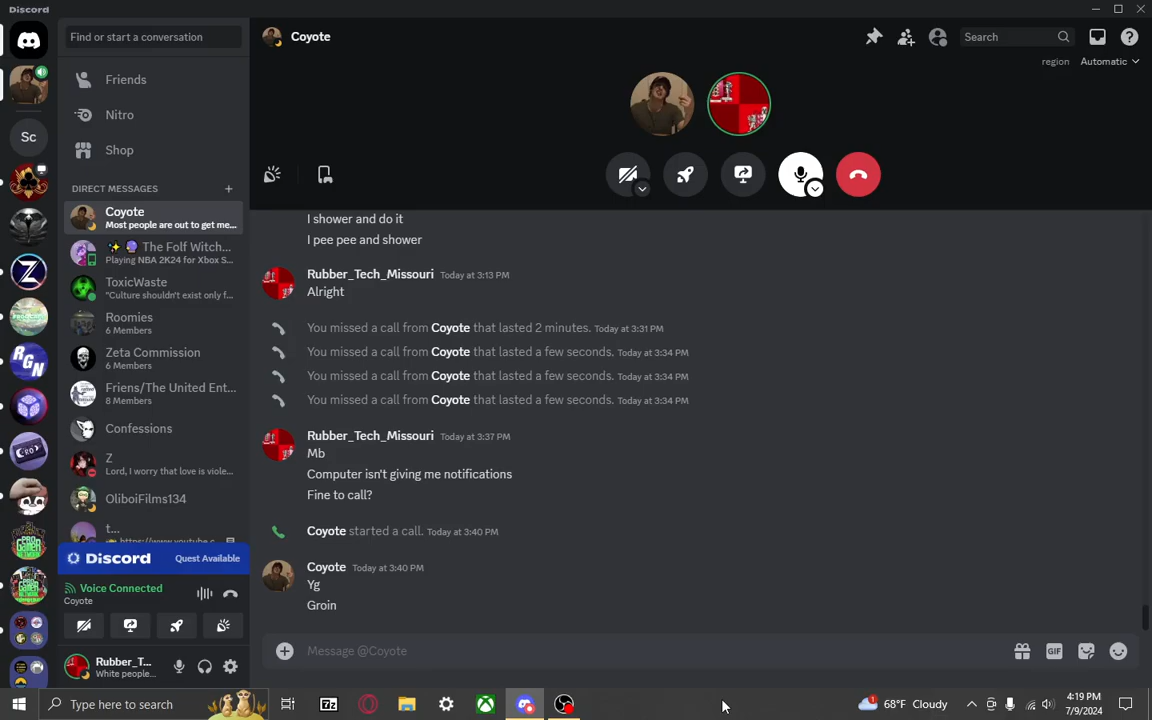 Discord
Find or start a conversation
Coyote
Search
region Automatic
Friends
Nitro
Shop
Sc
DIRECT MESSAGES +
Coyote
Most people are out to get me...
The Folf Witch...
Playing NBA 2K24 for Xbox S...
ToxicWaste
"Culture shouldn't exist only f...
Roomies
6 Members
Zeta Commission
6 Members
Friens/The United Ent...
8 Members
Confessions
Z
Lord, I worry that love is viole...
OliboiFilms134
t...
Discord Quest Available
Voice Connected
Coyote
Rubber_T...
White people...
I shower and do it
I pee pee and shower
Rubber_Tech_Missouri Today at 3:13 PM
Alright
You missed a call from Coyote that lasted 2 minutes. Today at 3:31 PM
You missed a call from Coyote that lasted a few seconds. Today at 3:34 PM
You missed a call from Coyote that lasted a few seconds. Today at 3:34 PM
You missed a call from Coyote that lasted a few seconds. Today at 3:34 PM
Rubber_Tech_Missouri Today at 3:37 PM
Mb
Computer isn't giving me notifications
Fine to call?
Coyote started a call. Today at 3:40 PM
Coyote Today at 3:40 PM
Yg
Groin
Message @Coyote
GIF
Type here to search
68°F Cloudy
4:19 PM
7/9/2024